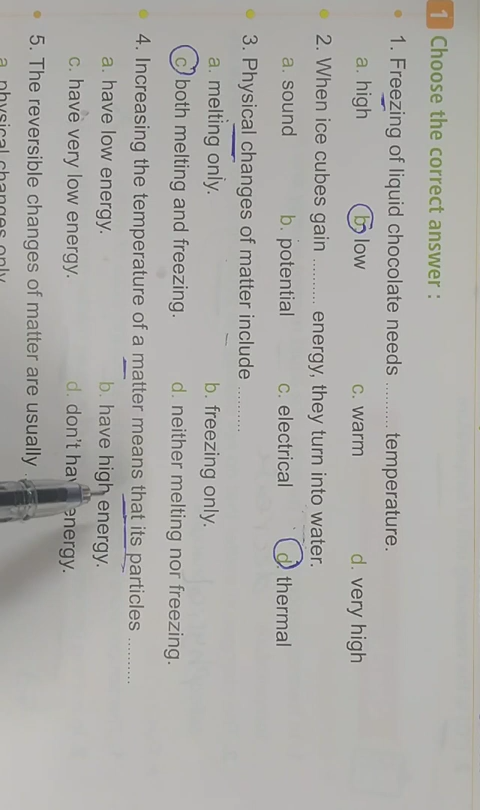 1 Choose the correct answer :
1. Freezing of liquid chocolate needs .......... temperature.
a. high b. low c. warm d. very high
2. When ice cubes gain .......... energy, they turn into water.
a. sound b. potential c. electrical d. thermal
3. Physical changes of matter include ..........
a. melting only. b. freezing only.
c. both melting and freezing. d. neither melting nor freezing.
4. Increasing the temperature of a matter means that its particles ..........
a. have low energy. b. have high energy.
c. have very low energy. d. don't energy.
5. The reversible changes of matter are usually
a. physical changes only